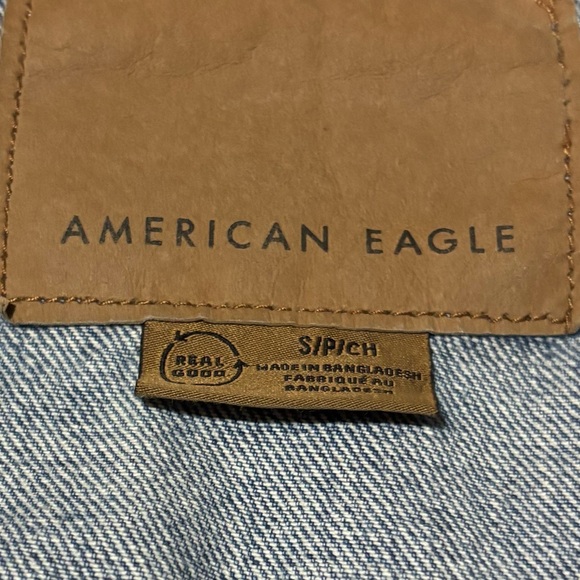 AMERICAN EAGLE
REAL
GOOD
S/P/CH
MADE IN BANGLADESH
FABRIQUÉ AU
BANGLADESH